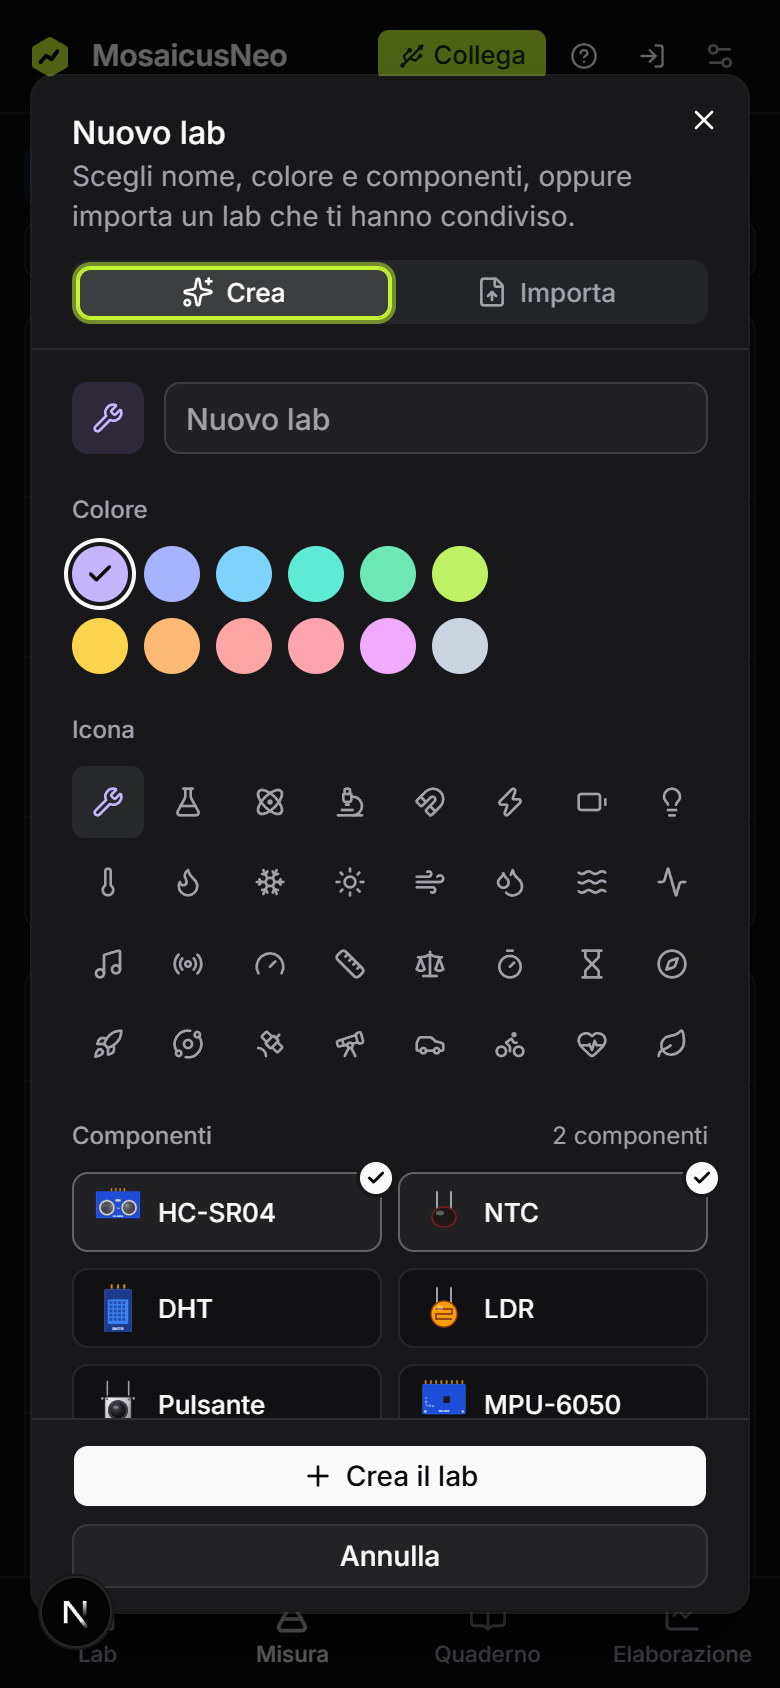 MosaicusNeo
Collega
Nuovo lab
Scegli nome, colore e componenti, oppure
importa un lab che ti hanno condiviso.
Crea
Importa
Nuovo lab
Colore
Icona
Componenti
2 componenti
HC-SR04
NTC
DHT
LDR
Pulsante
MPU-6050
Crea il lab
Annulla
N
Lab
Misura
Quaderno
Elaborazione